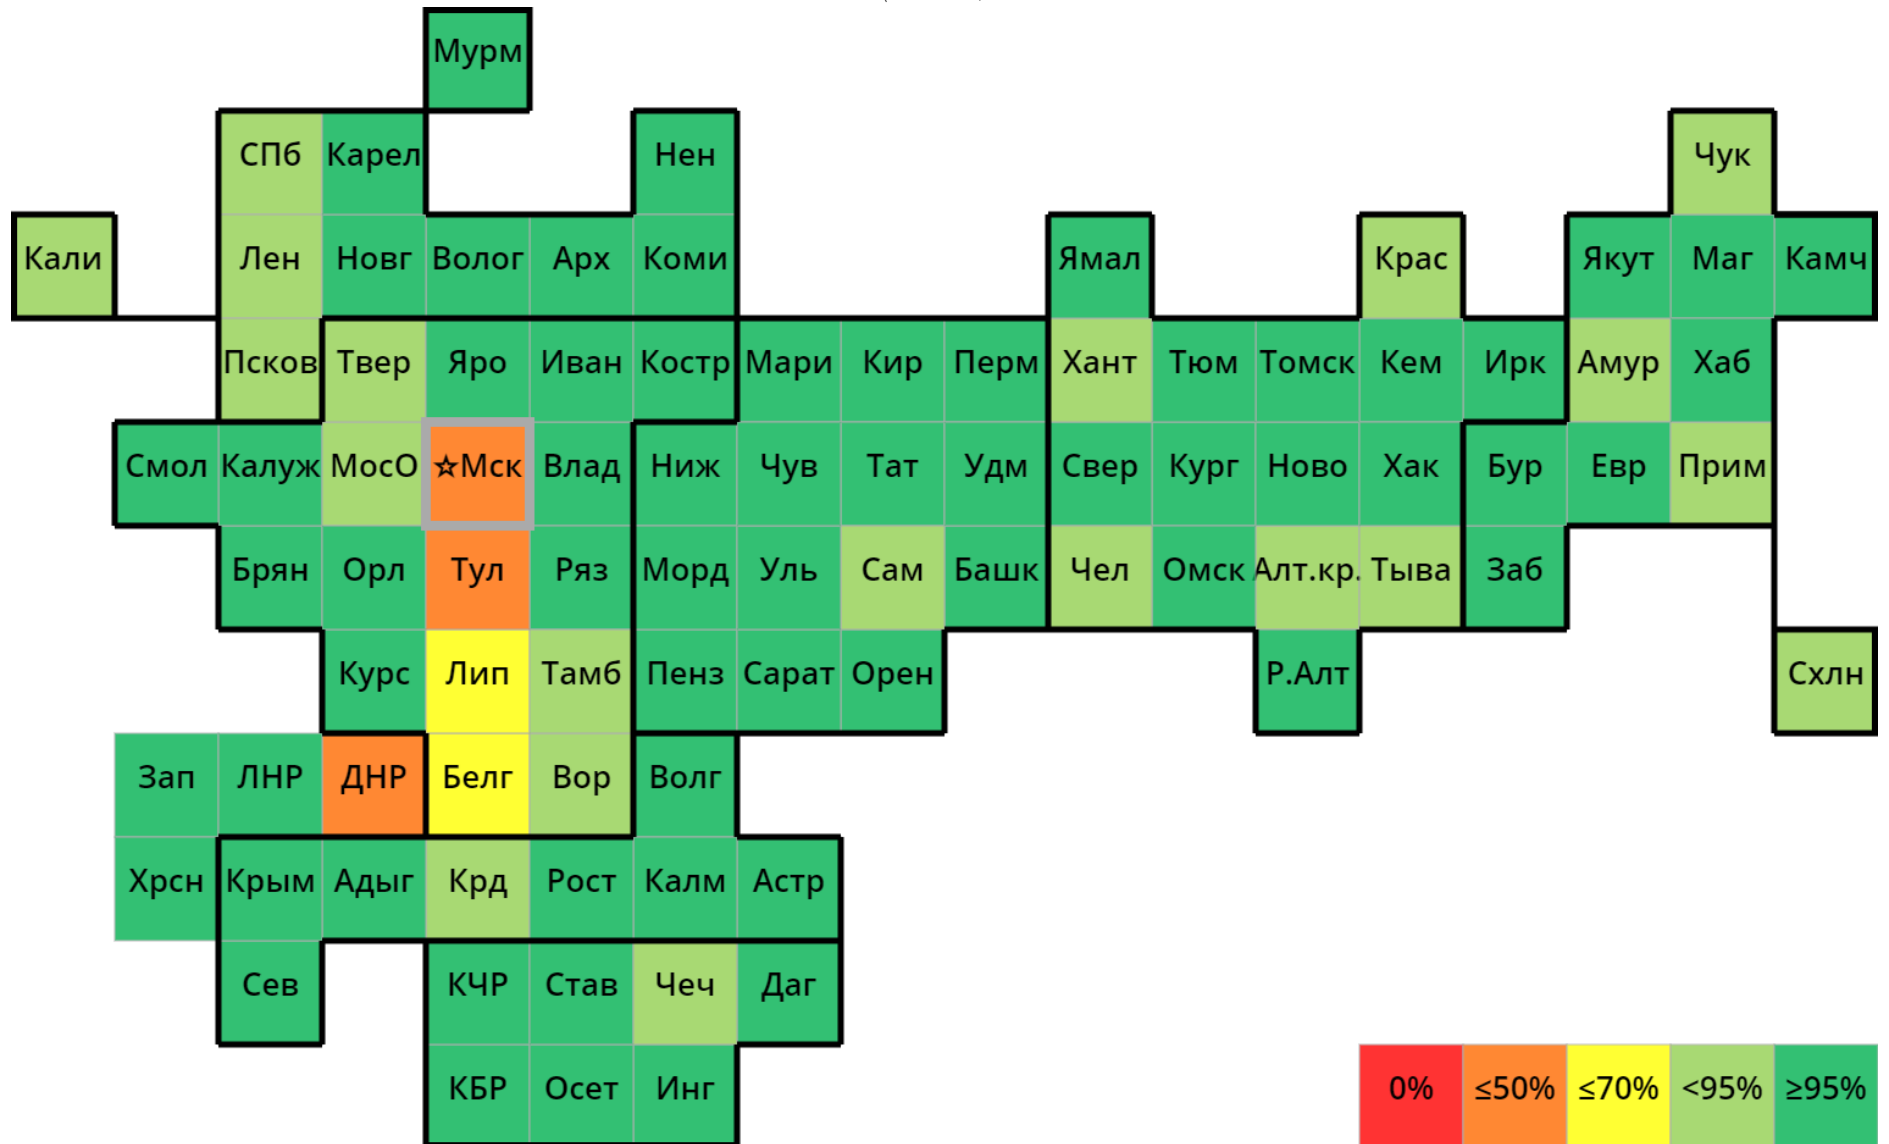 Мурм
СПб Карел Нен Чук
Кали Лен Новг Волог Арх Коми Ямал Крас Якут Маг Камч
Псков Твер Яро Иван Костр Мари Кир Перм Хант Тюм Томск Кем Ирк Амур Хаб
Смол Калуж МосО ☆Мск Влад Ниж Чув Тат Удм Свер Кург Ново Хак Бур Евр Прим
Брян Орл Тул Ряз Морд Уль Сам Башк Чел Омск Алт.кр. Тыва Заб
Курс Лип Тамб Пенз Сарат Орен Р.Алт Схлн
Зап ЛНР ДНР Белг Вор Волг
Хрсн Крым Адыг Крд Рост Калм Астр
Сев КЧР Став Чеч Даг
КБР Осет Инг 0% ≤50% ≤70% <95% ≥95%